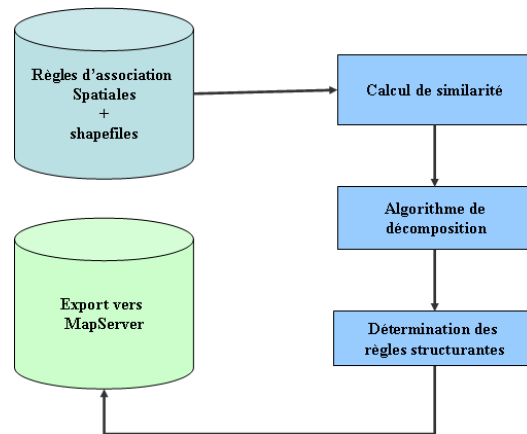 Règles d'association
Spatiales
+
shapefiles
Calcul de similarité
Algorithme de
décomposition
Détermination des
règles structurantes
Export vers
MapServer